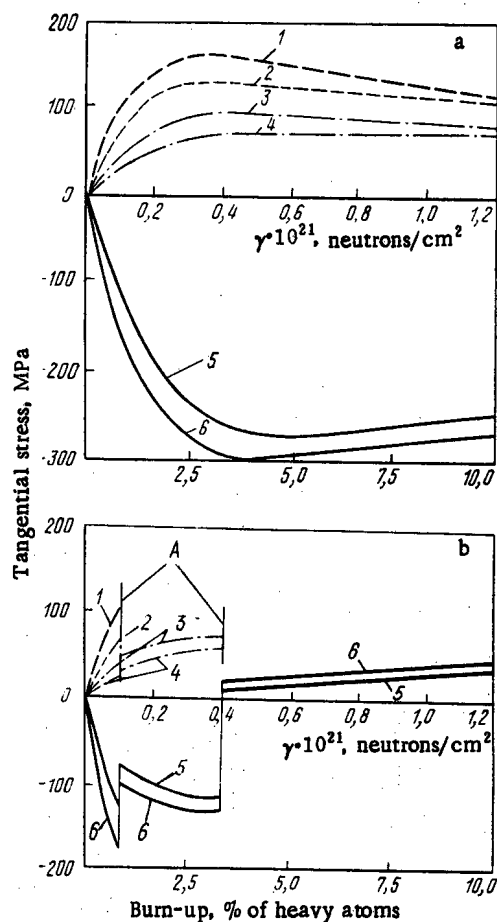 200
a
1
2
100
3
4
0
0,2 0,4 0,6 0,8 1,0 1,2
γ·10²¹, neutrons/cm²
-100
5
-200
6
-300
2,5 5,0 7,5 10,0
Tangential stress, MPa
200
b
A
1
100
2
3
4
6
5
0
0,2 0,4 0,6 0,8 1,0 1,2
γ·10²¹, neutrons/cm²
5
-100
6
6
-200
2,5 5,0 7,5 10,0
Burn-up, % of heavy atoms